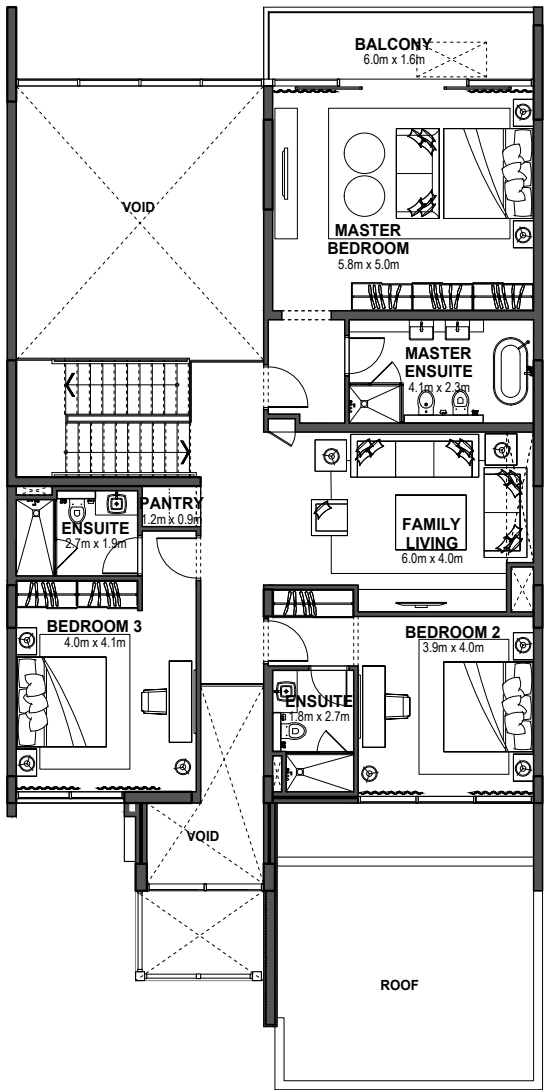 BALCONY
6.0m x 1.6m
VOID
MASTER
BEDROOM
5.8m x 5.0m
MASTER
ENSUITE
4.1m x 2.3m
PANTRY
1.2m x 0.9m
ENSUITE
2.7m x 1.9m
FAMILY
LIVING
6.0m x 4.0m
BEDROOM 3
4.0m x 4.1m
BEDROOM 2
3.9m x 4.0m
ENSUITE
1.8m x 2.7m
VOID
ROOF